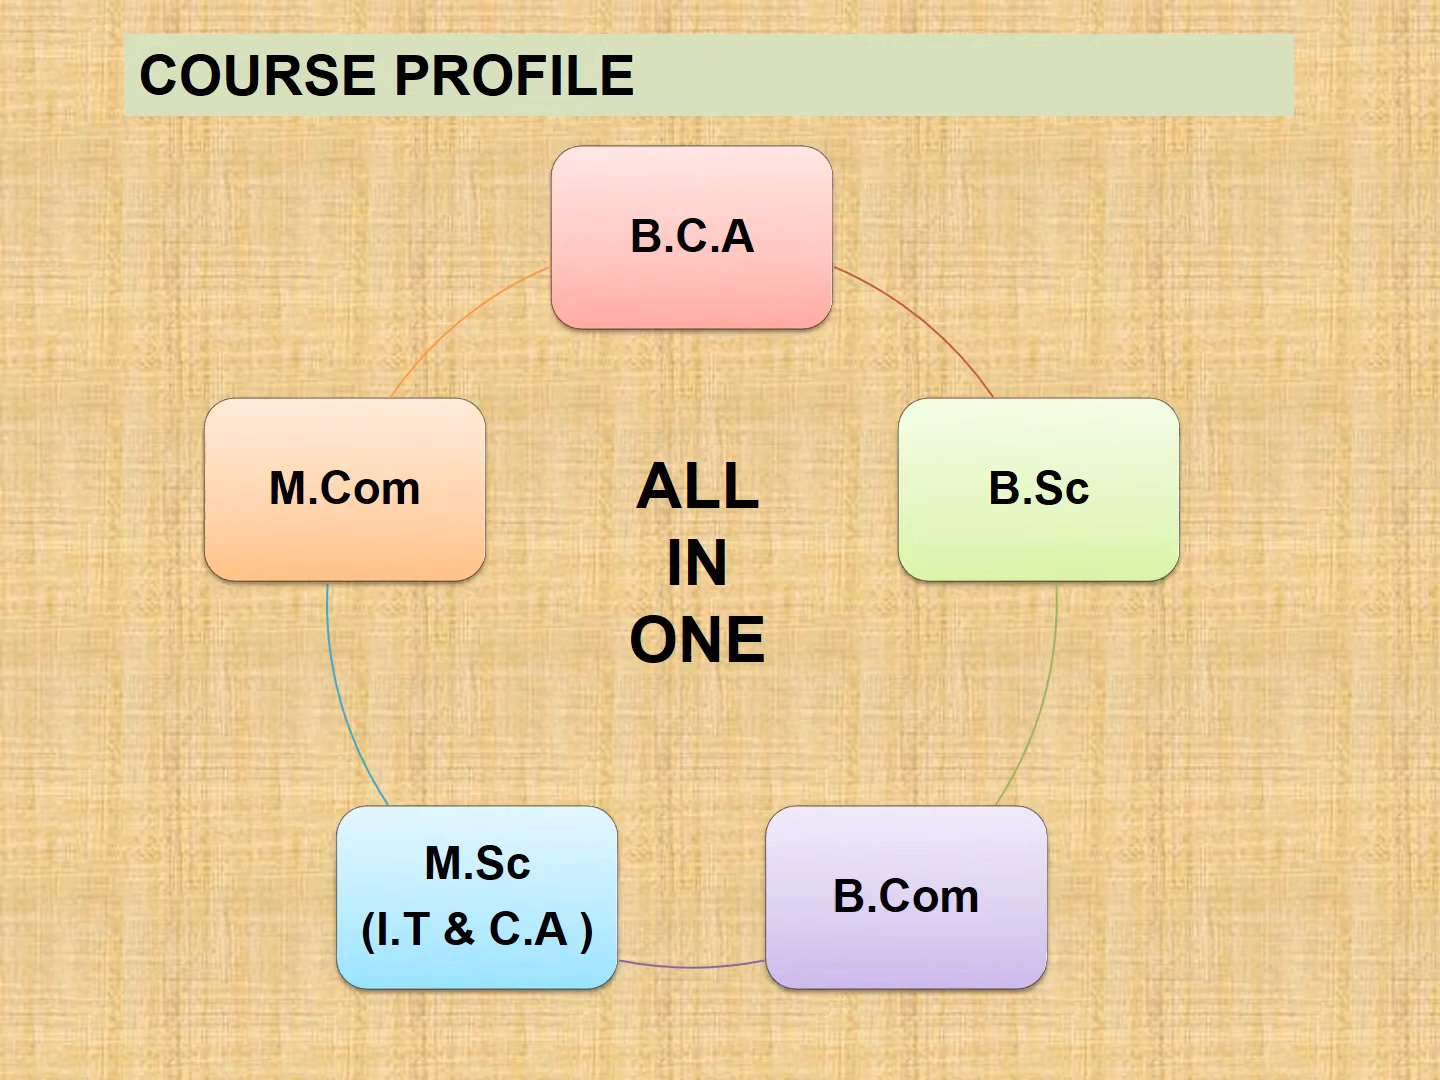 COURSE PROFILE
B.C.A
M.Com
B.Sc
ALL
IN
ONE
M.Sc
(I.T & C.A )
B.Com